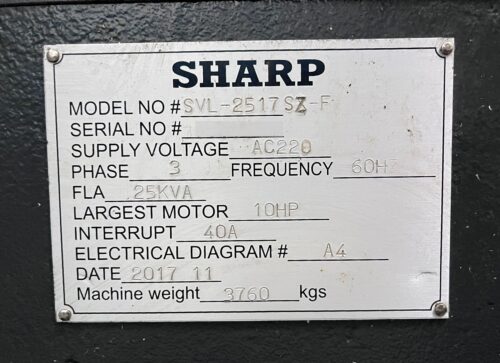 SHARP
MODEL NO # SVL-2517SZ-F
SERIAL NO #
SUPPLY VOLTAGE AC220
PHASE 3 FREQUENCY 60HZ
FLA 25KVA
LARGEST MOTOR 10HP
INTERRUPT 40A
ELECTRICAL DIAGRAM # A4
DATE 2017 11
Machine weight 3760 kgs